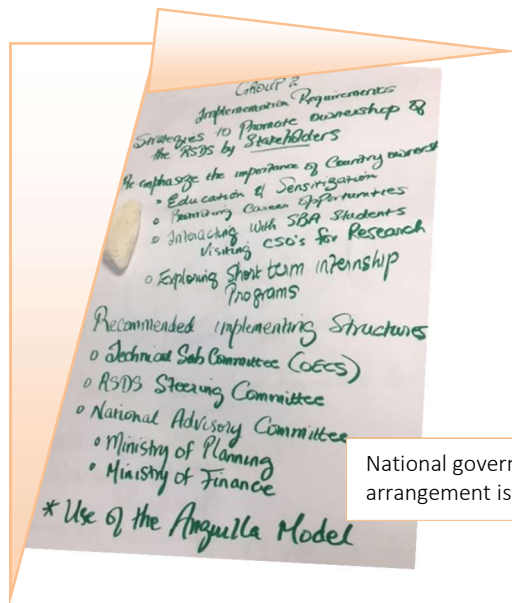 GROUP 2
Implementation Requirements
Strategies to Promote ownership of
the RSDS by Stakeholders
Re emphasize the importance of Country ownersh
• Education & Sensitization
o Promoting Career opportunities
o Interacting with SBA Students
Visiting CSO's for Research
o Exploring Short term internship
Programs
Recommended implementing Structures
o Technical Sub Committee (OECS)
o RSDS Steering Committee
o National Advisory Committee
• Ministry of Planning
• Ministry of Finance
* Use of the Anguilla Model
National govern
arrangement is